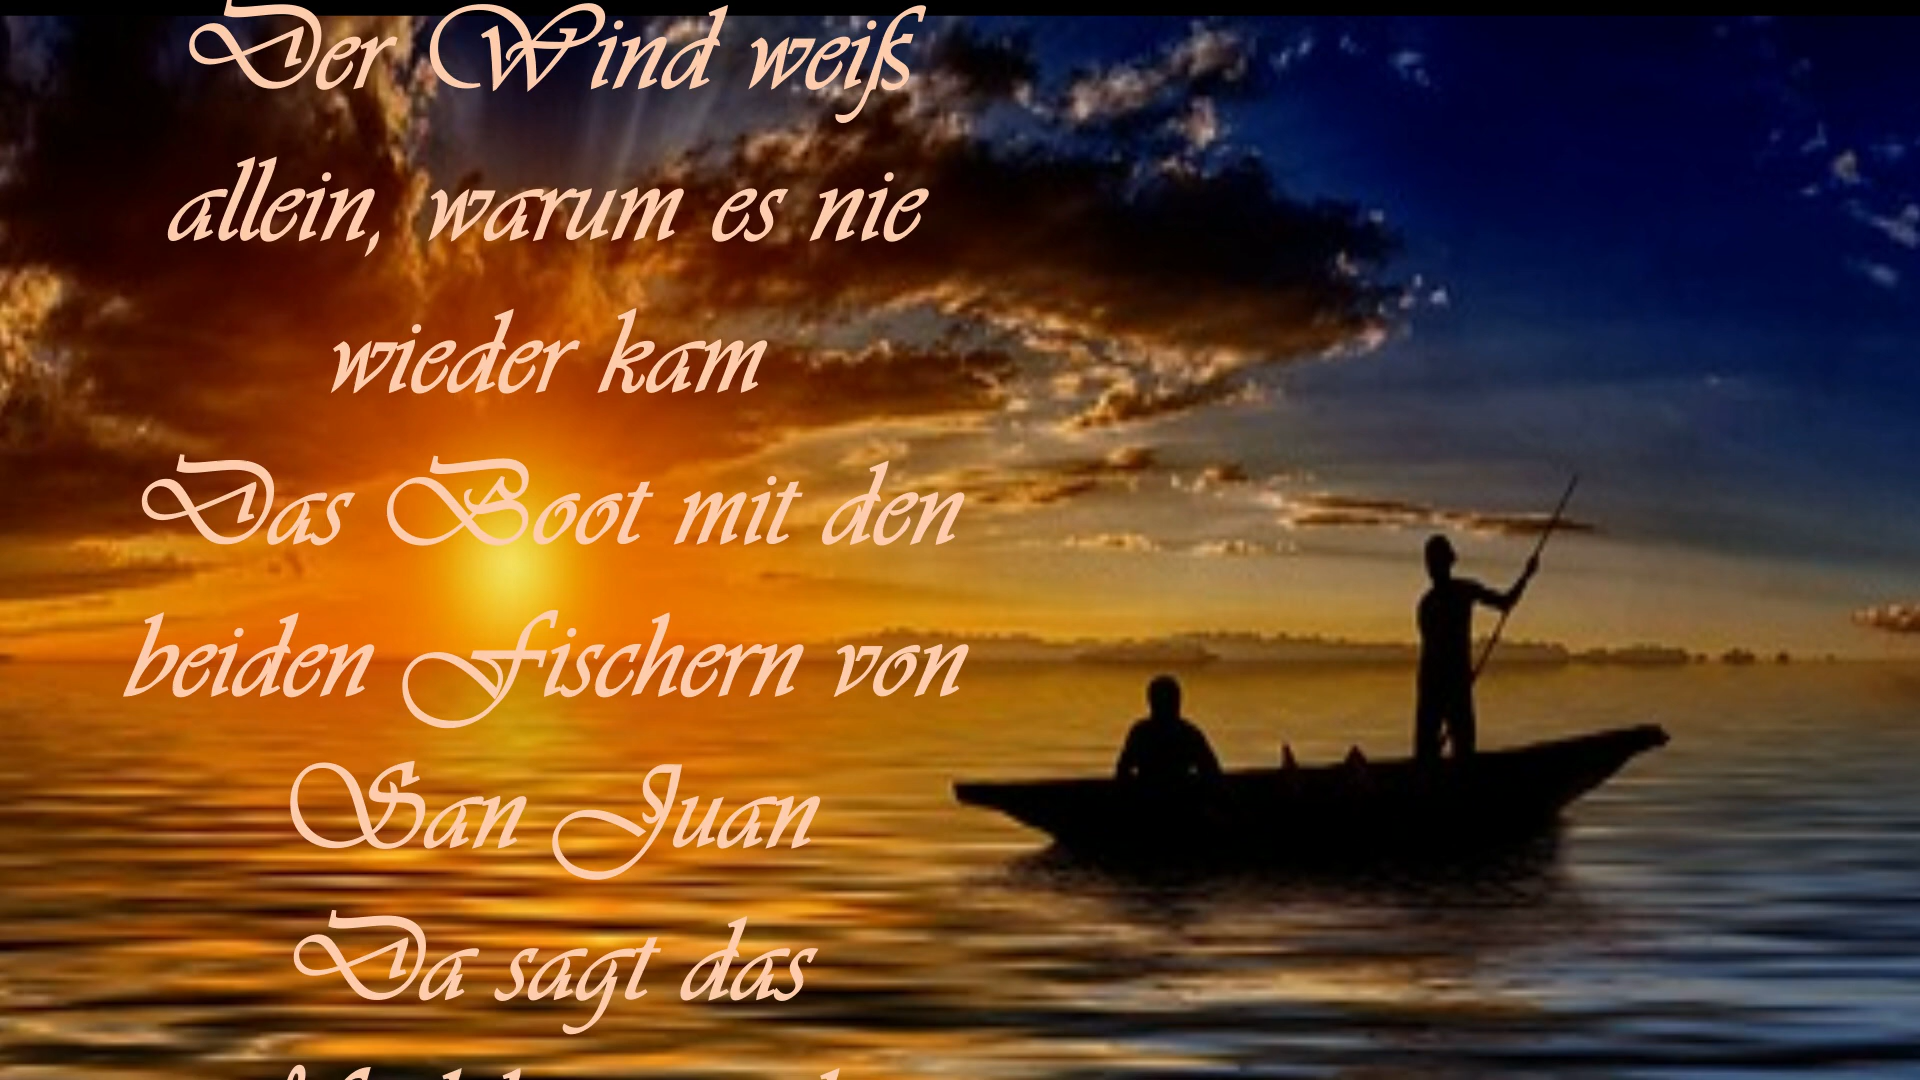 Der Wind weiß
allein, warum es nie
wieder kam
Das Boot mit den
beiden Fischern von
San Juan
Da sagt das